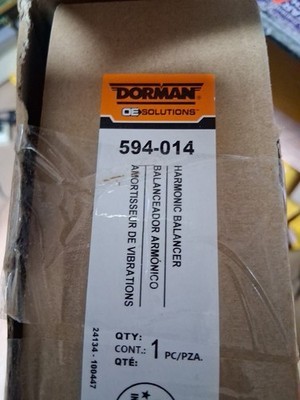 DORMAN®
OE SOLUTIONS™
594-014
HARMONIC BALANCER
BALANCEADOR ARMÓNICO
AMORTISSEUR DE VIBRATIONS
24134 - 100447
QTY:
CONT.: 1 PC/PZA.
QTÉ: